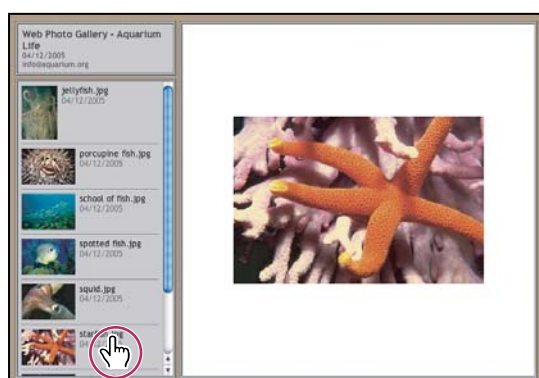 Web Photo Gallery - Aquarium
Life
04/12/2005
info@aquarium.org
jellyfish.jpg
04/12/2005
porcupine fish.jpg
04/12/2005
school of fish.jpg
04/12/2005
spotted fish.jpg
04/12/2005
squid.jpg
04/12/2005